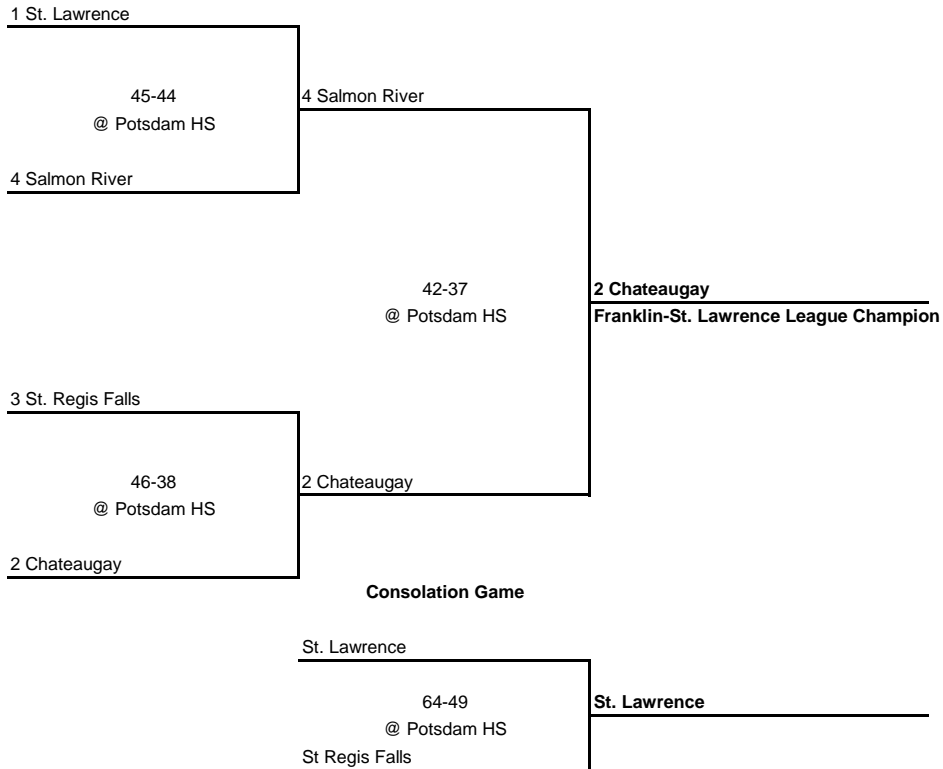 1 St. Lawrence
45-44
@ Potsdam HS
4 Salmon River
4 Salmon River
42-37
@ Potsdam HS
2 Chateaugay
Franklin-St. Lawrence League Champion
3 St. Regis Falls
46-38
@ Potsdam HS
2 Chateaugay
2 Chateaugay
Consolation Game
St. Lawrence
64-49
@ Potsdam HS
St. Lawrence
St Regis Falls